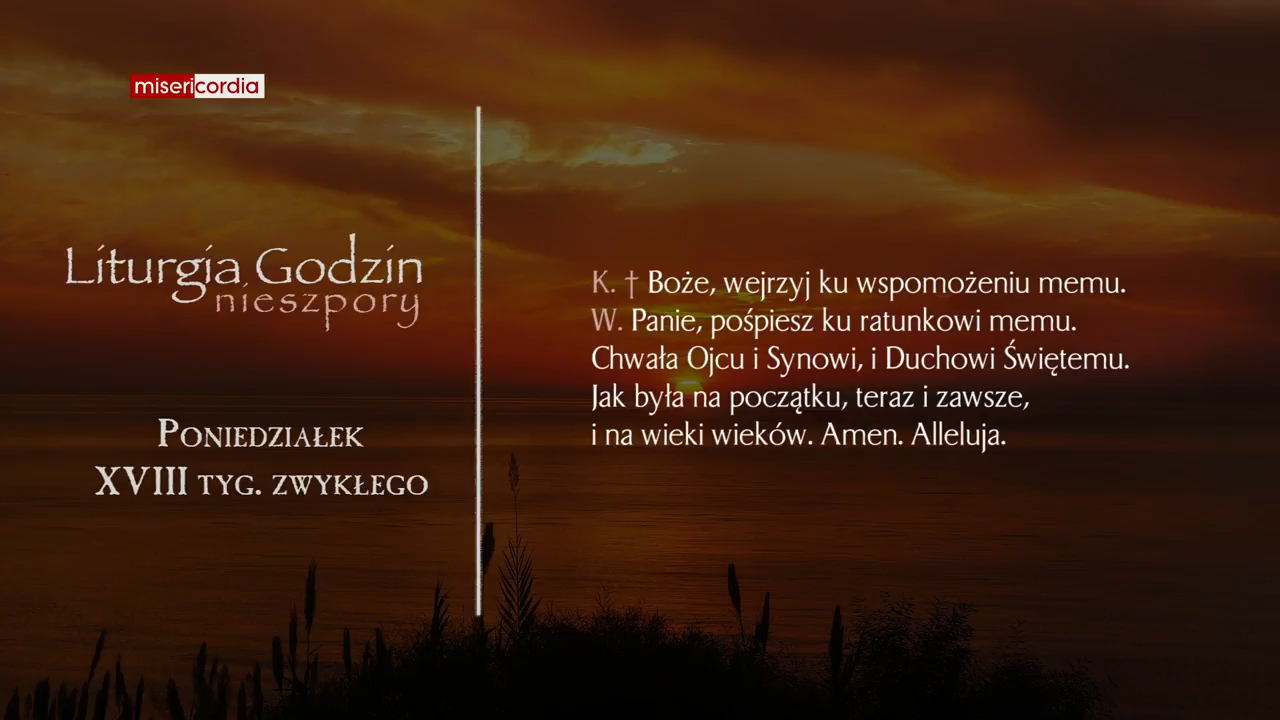 misericordia
Liturgia Godzin
nieszpory
Poniedziałek
XVIII tyg. zwykłego
K. † Boże, wejrzyj ku wspomożeniu memu.
W. Panie, pośpiesz ku ratunkowi memu.
Chwała Ojcu i Synowi, i Duchowi Świętemu.
Jak była na początku, teraz i zawsze,
i na wieki wieków. Amen. Alleluja.